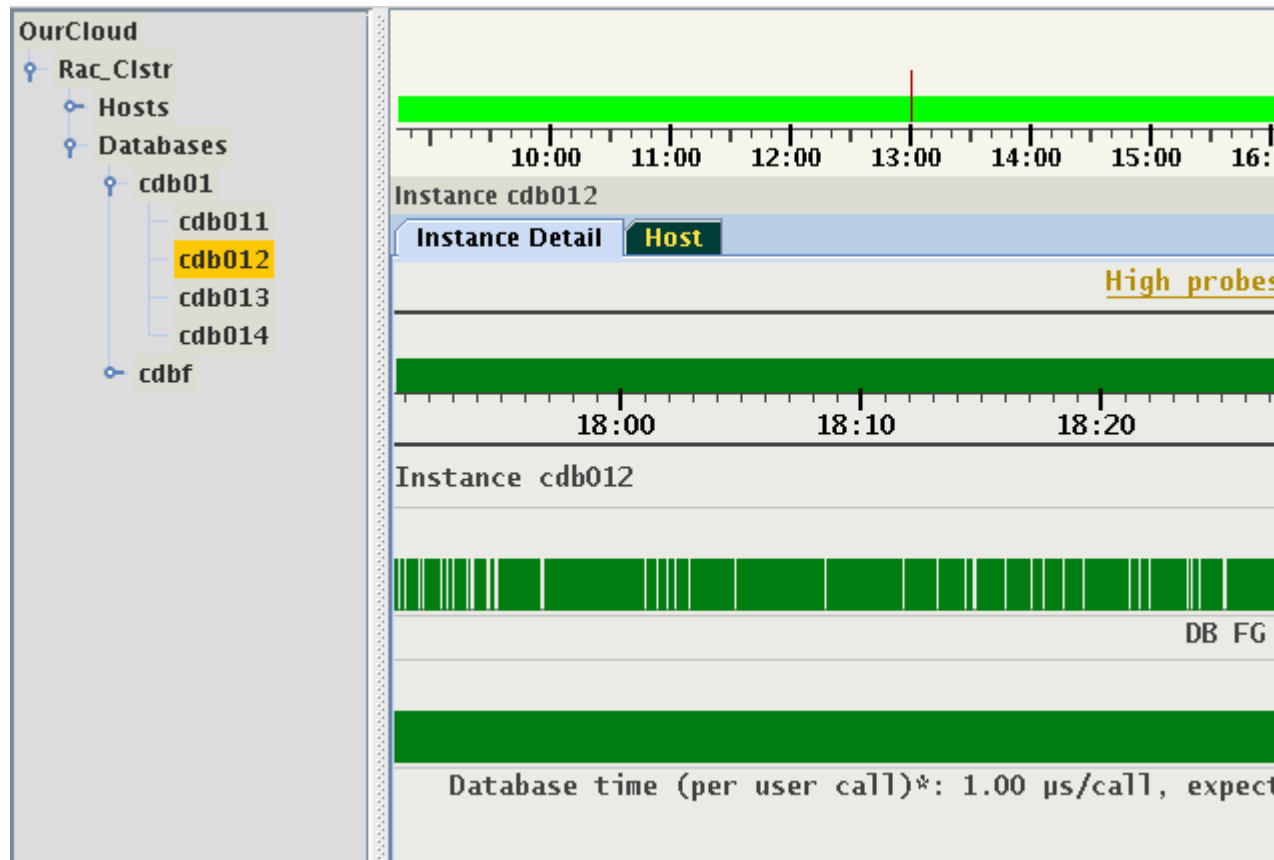 OurCloud
Rac_Clstr
Hosts
Databases
cdb01
cdb011
cdb012
cdb013
cdb014
cdbf
10:00 11:00 12:00 13:00 14:00 15:00 16:
Instance cdb012
Instance Detail Host
High probes
18:00 18:10 18:20
Instance cdb012
DB FG
Database time (per user call)*: 1.00 µs/call, expect